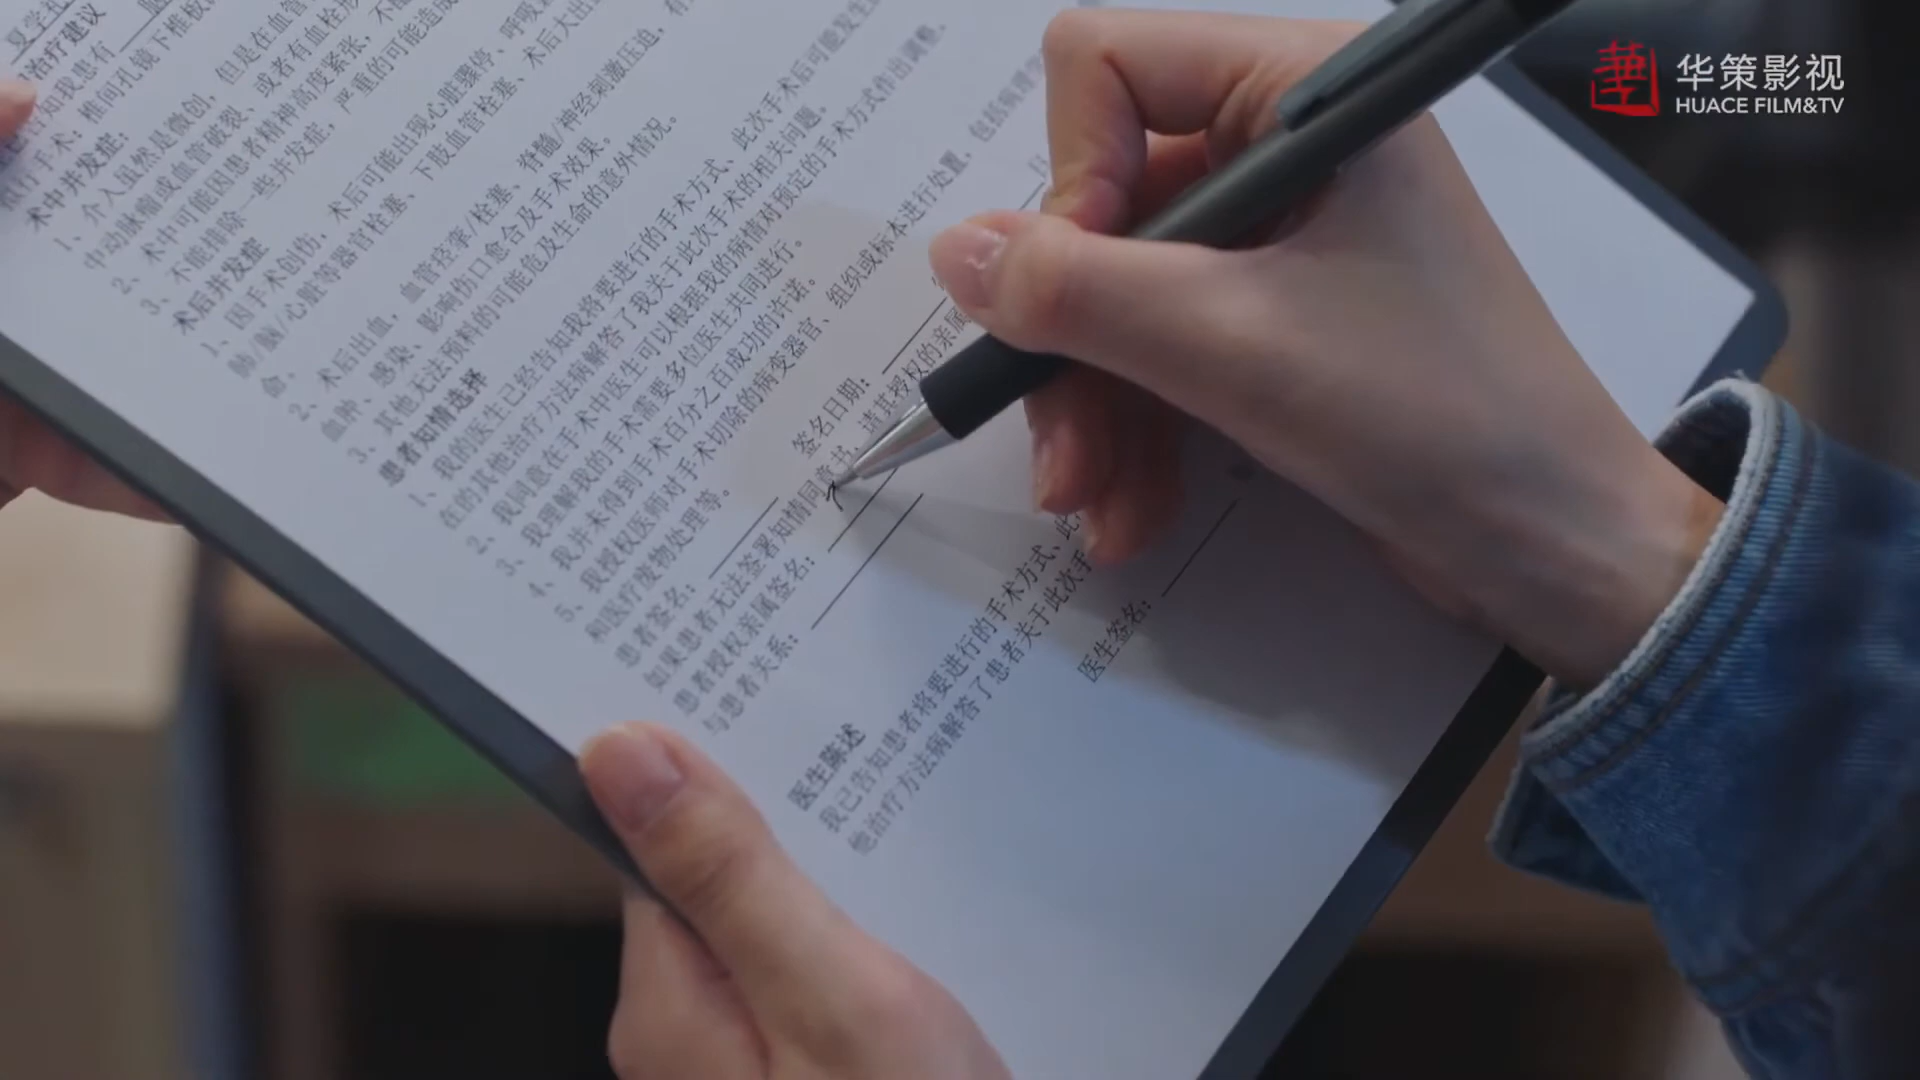 华策影视
HUACE FILM&TV
夏学礼
治疗建议
告知我患有
进行手术：椎间孔镜下椎板
术中并发症：
1、介入虽然是微创，但是在血管
中动脉瘤或血管破裂、或者有血栓形
2、术中可能因患者精神高度紧张，不
3、不能排除一些并发症，严重的可能造成
术后并发症
1、因手术创伤，术后可能出现心脏骤停、呼吸
肺/脑/心脏等器官栓塞、下肢血管栓塞、术后大出
命、
2、术后出血，血管痉挛/栓塞、脊髓/神经刺激压迫，有
血肿、感染、影响伤口愈合及手术效果。
3、其他无法预料的可能危及生命的意外情况。
患者知情选择
1、我的医生已经告知我将要进行的手术方式、此次手术后可能发生
在的其他治疗方法病解答了我关于此次手术的相关问题。
2、我同意在手术中医生可以根据我的病情对预定的手术方式作出调整。
3、我理解我的手术需要多位医生共同进行。
4、我并未得到手术百分之百成功的许诺。
5、我授权医师对手术切除的病变器官、组织或标本进行处置，包括病理
和医疗废物处理等。
患者签名： 签名日期：
如果患者无法签署知情同意书，请其授权的亲属
患者授权亲属签名：
与患者关系：
医生陈述
我已告知患者将要进行的手术方式、此
他治疗方法病解答了患者关于此次手
医生签名：